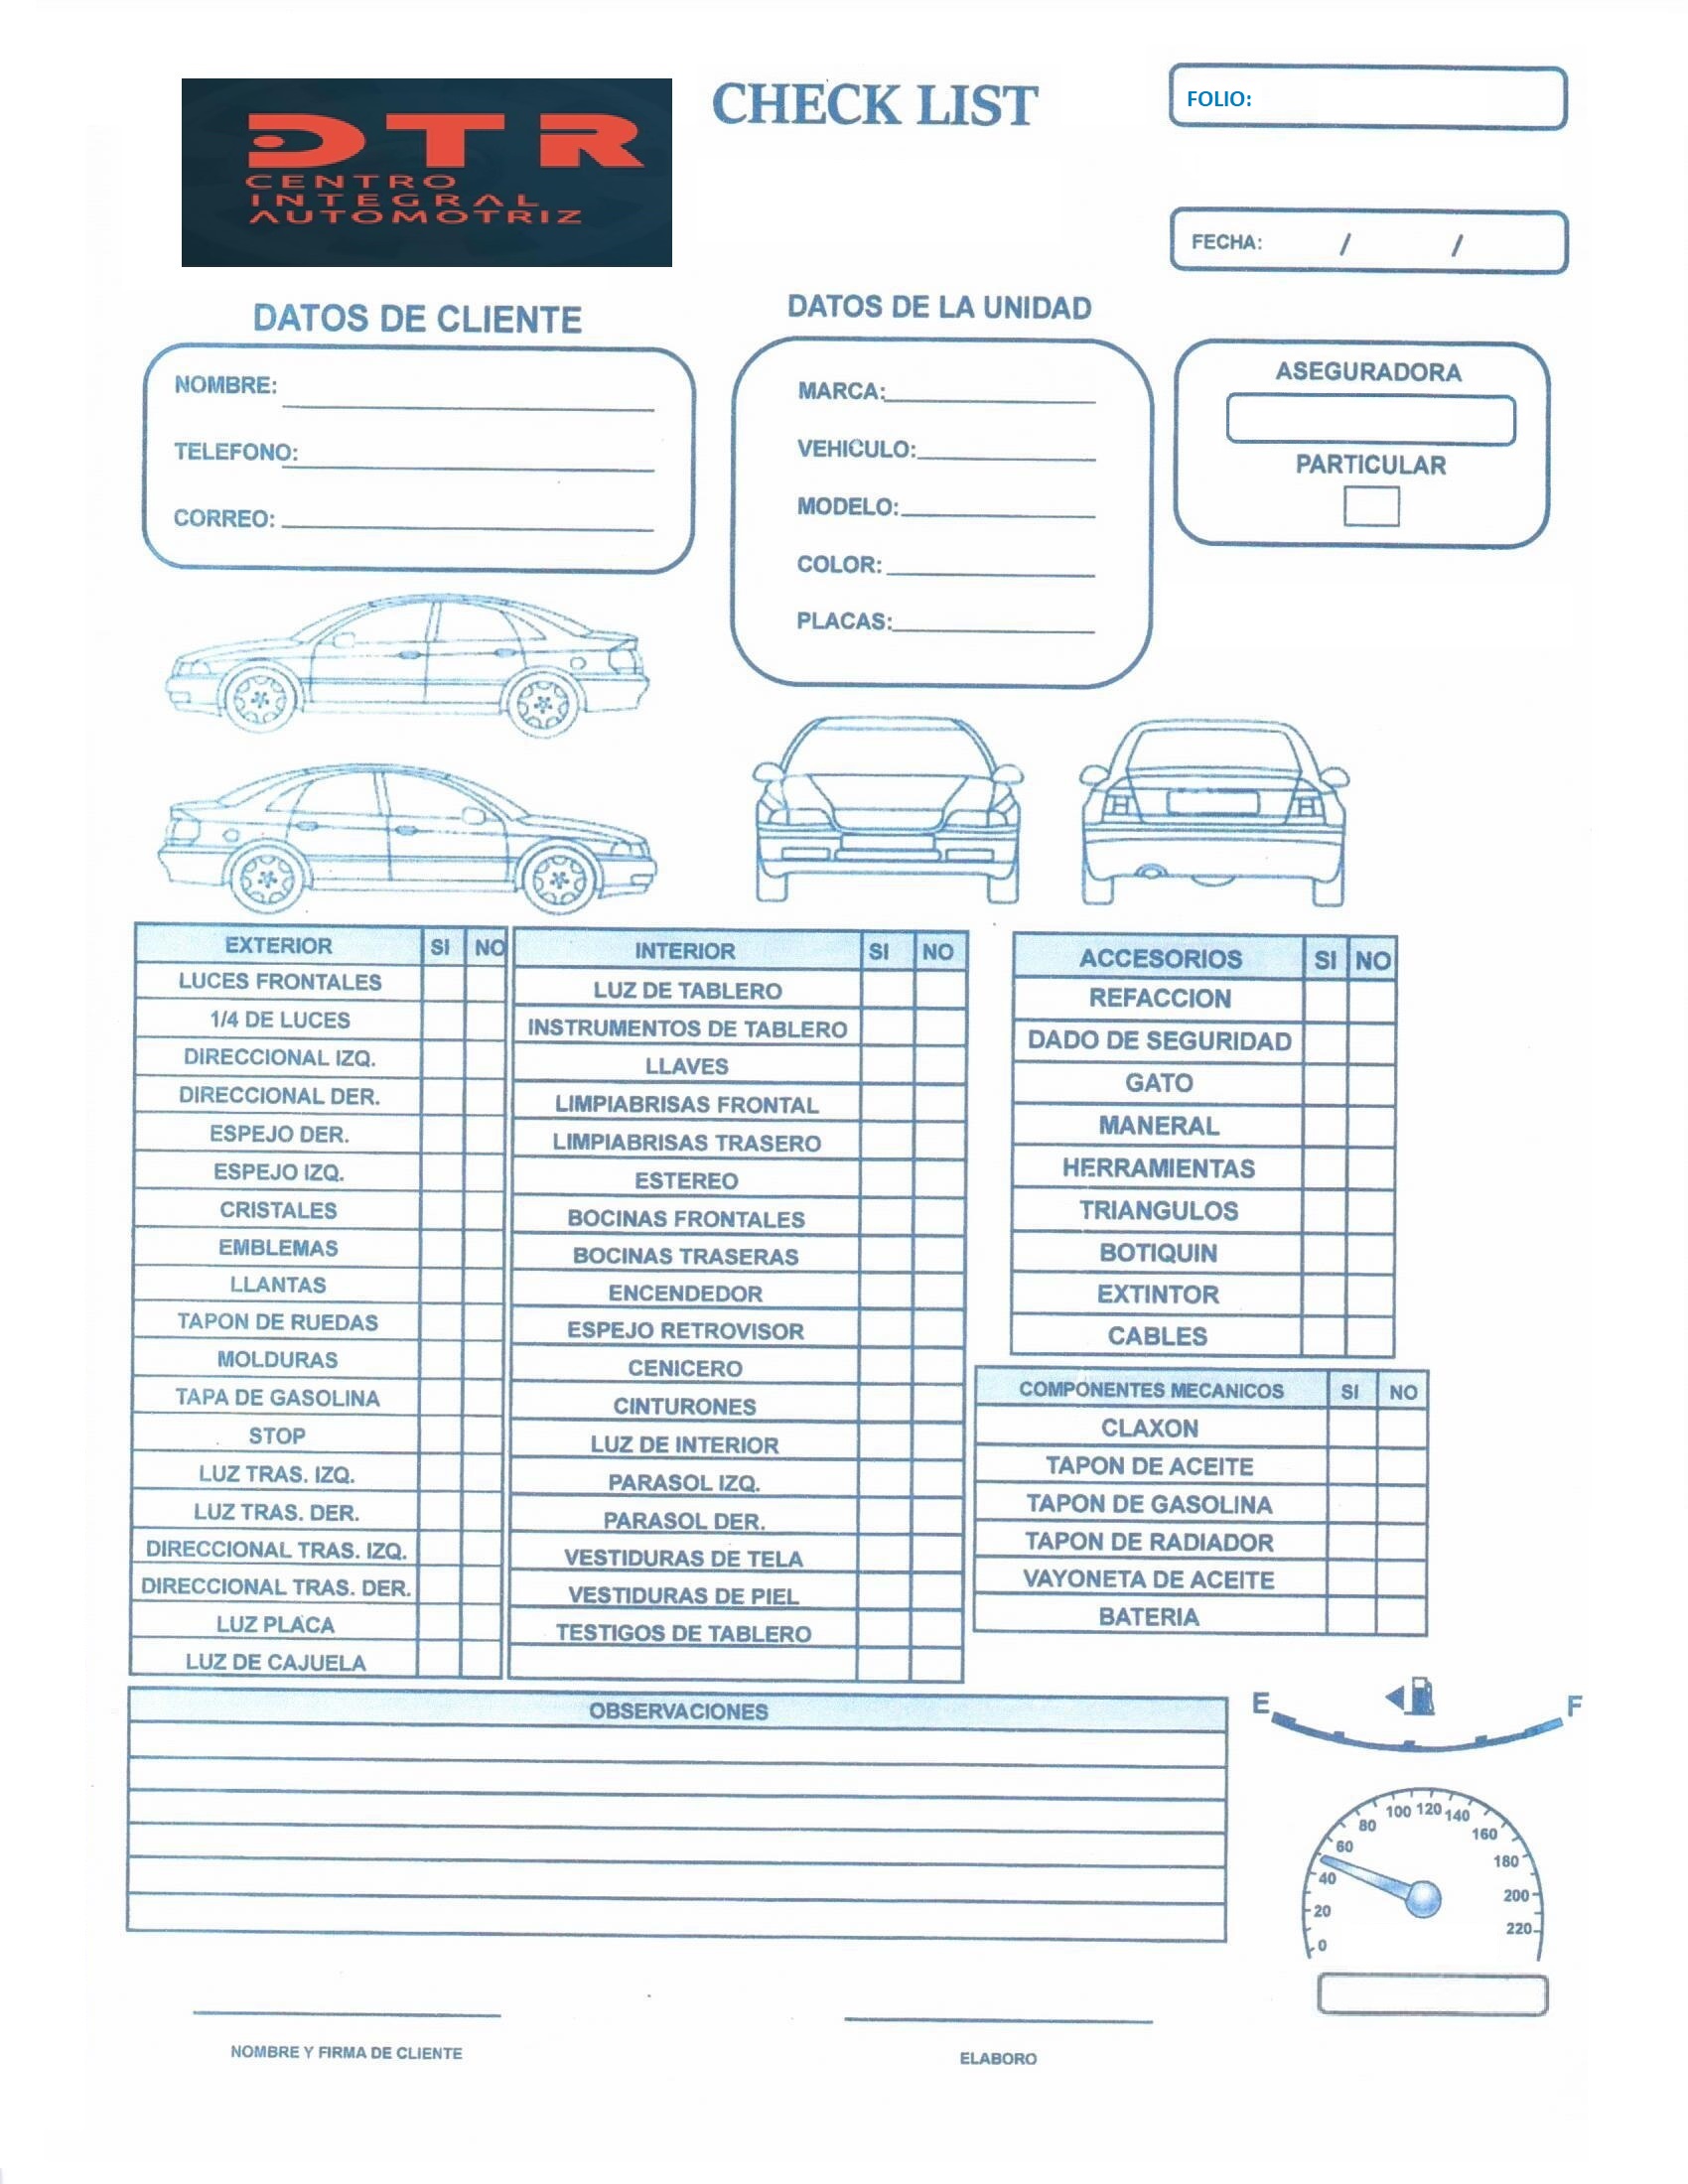 DTR
CENTRO
INTEGRAL
AUTOMOTRIZ
CHECK LIST
FOLIO:
FECHA: / /
DATOS DE CLIENTE
NOMBRE:
TELEFONO:
CORREO:
DATOS DE LA UNIDAD
MARCA:
VEHICULO:
MODELO:
COLOR:
PLACAS:
ASEGURADORA
PARTICULAR
EXTERIOR SI NO
LUCES FRONTALES
1/4 DE LUCES
DIRECCIONAL IZQ.
DIRECCIONAL DER.
ESPEJO DER.
ESPEJO IZQ.
CRISTALES
EMBLEMAS
LLANTAS
TAPON DE RUEDAS
MOLDURAS
TAPA DE GASOLINA
STOP
LUZ TRAS. IZQ.
LUZ TRAS. DER.
DIRECCIONAL TRAS. IZQ.
DIRECCIONAL TRAS. DER.
LUZ PLACA
LUZ DE CAJUELA
INTERIOR SI NO
LUZ DE TABLERO
INSTRUMENTOS DE TABLERO
LLAVES
LIMPIABRISAS FRONTAL
LIMPIABRISAS TRASERO
ESTEREO
BOCINAS FRONTALES
BOCINAS TRASERAS
ENCENDEDOR
ESPEJO RETROVISOR
CENICERO
CINTURONES
LUZ DE INTERIOR
PARASOL IZQ.
PARASOL DER.
VESTIDURAS DE TELA
VESTIDURAS DE PIEL
TESTIGOS DE TABLERO
ACCESORIOS SI NO
REFACCION
DADO DE SEGURIDAD
GATO
MANERAL
HERRAMIENTAS
TRIANGULOS
BOTIQUIN
EXTINTOR
CABLES
COMPONENTES MECANICOS SI NO
CLAXON
TAPON DE ACEITE
TAPON DE GASOLINA
TAPON DE RADIADOR
VAYONETA DE ACEITE
BATERIA
OBSERVACIONES
E F
0 20 40 60 80 100 120 140 160 180 200 220
NOMBRE Y FIRMA DE CLIENTE
ELABORO